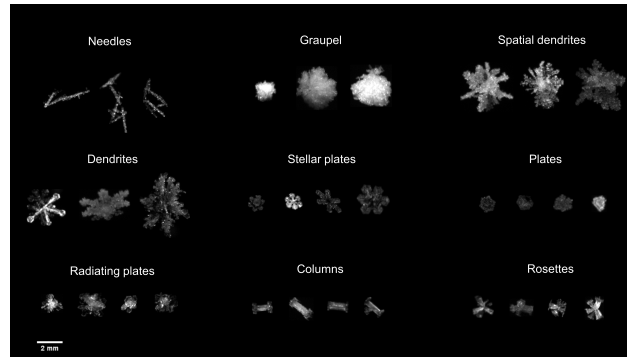 Needles
Graupel
Spatial dendrites
Dendrites
Stellar plates
Plates
Radiating plates
Columns
Rosettes
2 mm